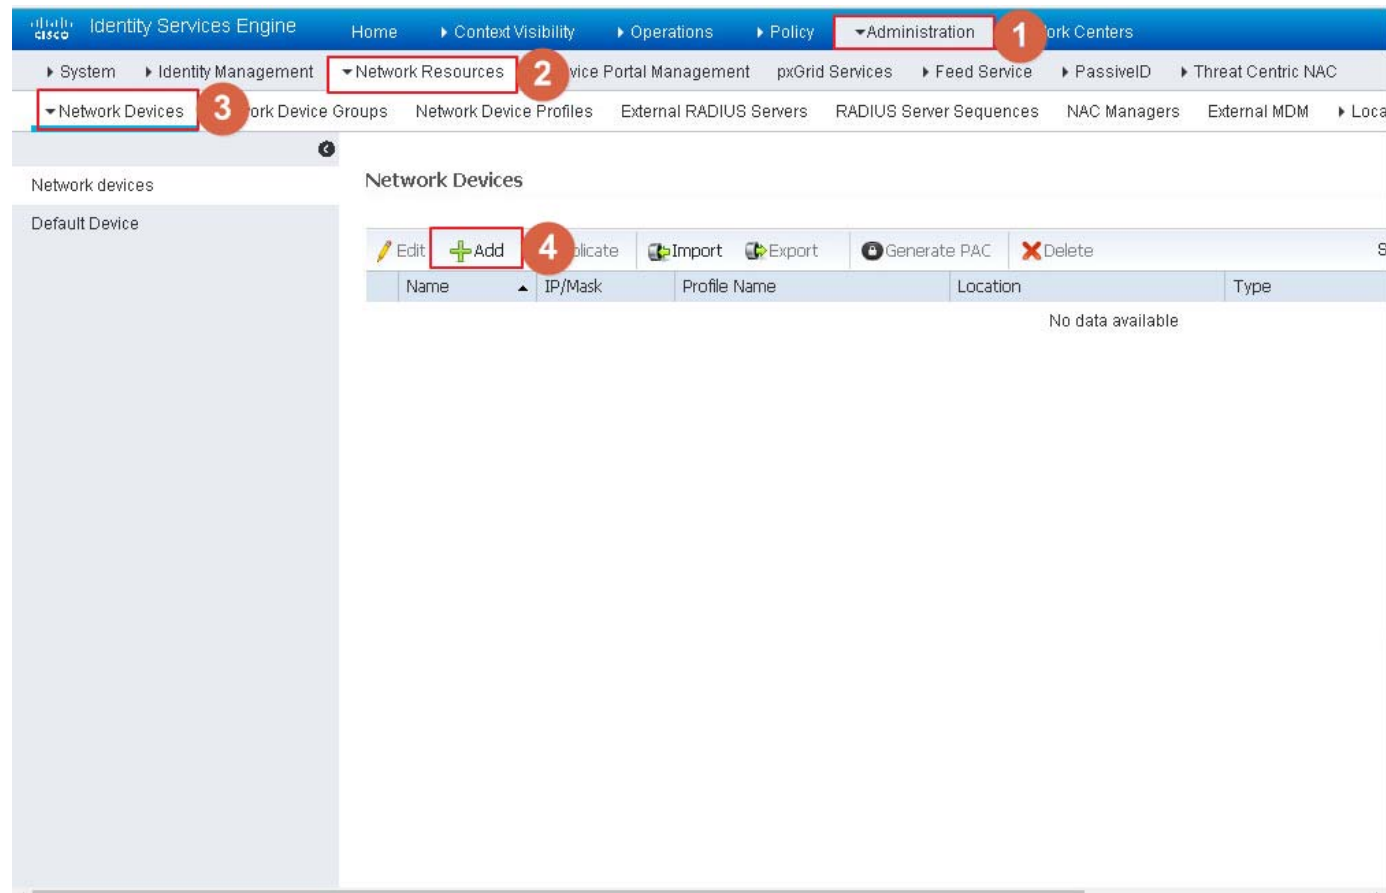 cisco Identity Services Engine Home Context Visibility Operations Policy Administration 1 ork Centers
System Identity Management Network Resources 2 vice Portal Management pxGrid Services Feed Service PassiveID Threat Centric NAC
Network Devices 3 ork Device Groups Network Device Profiles External RADIUS Servers RADIUS Server Sequences NAC Managers External MDM Loca
Network devices
Default Device
Network Devices
Edit Add 4 plicate Import Export Generate PAC Delete S
Name IP/Mask Profile Name Location Type
No data available